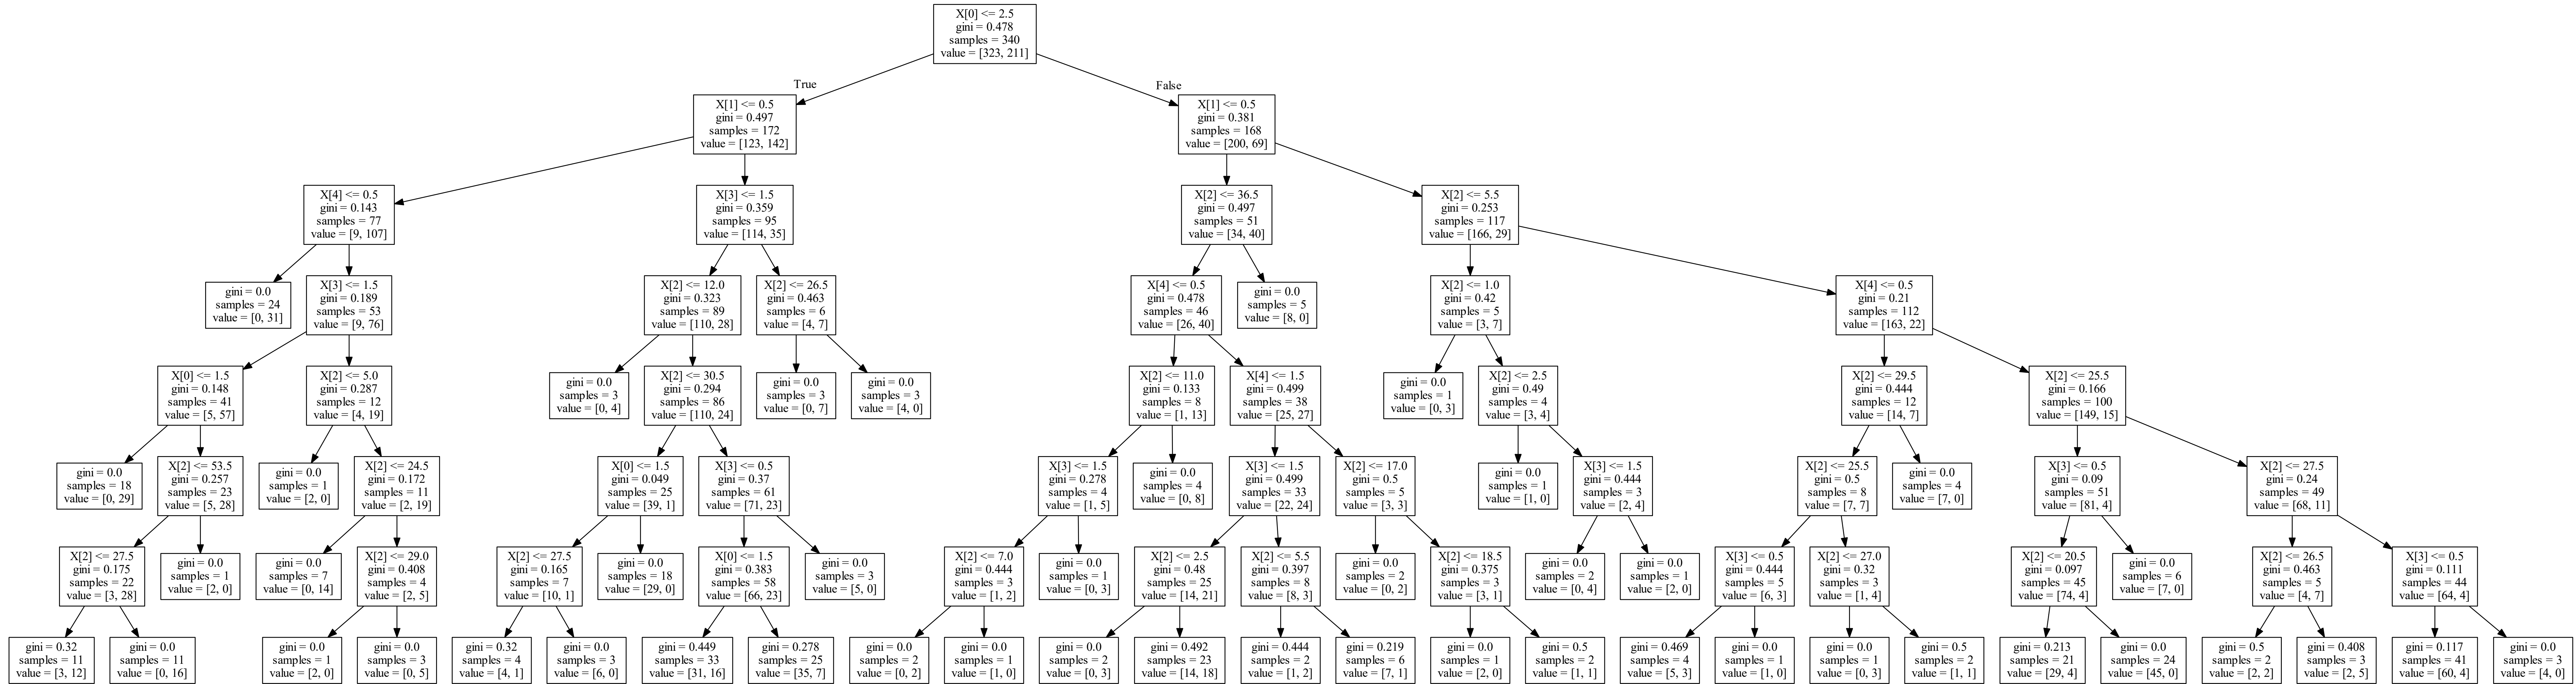 X[0] <= 2.5
gini = 0.478
samples = 340
value = [323, 211]
True
False
X[1] <= 0.5
gini = 0.497
samples = 172
value = [123, 142]
X[1] <= 0.5
gini = 0.381
samples = 168
value = [200, 69]
X[4] <= 0.5
gini = 0.143
samples = 77
value = [9, 107]
X[3] <= 1.5
gini = 0.359
samples = 95
value = [114, 35]
X[2] <= 36.5
gini = 0.497
samples = 51
value = [34, 40]
X[2] <= 5.5
gini = 0.253
samples = 117
value = [166, 29]
gini = 0.0
samples = 24
value = [0, 31]
X[3] <= 1.5
gini = 0.189
samples = 53
value = [9, 76]
X[2] <= 12.0
gini = 0.323
samples = 89
value = [110, 28]
X[2] <= 26.5
gini = 0.463
samples = 6
value = [4, 7]
X[4] <= 0.5
gini = 0.478
samples = 46
value = [26, 40]
gini = 0.0
samples = 5
value = [8, 0]
X[2] <= 1.0
gini = 0.42
samples = 5
value = [3, 7]
X[4] <= 0.5
gini = 0.21
samples = 112
value = [163, 22]
X[0] <= 1.5
gini = 0.148
samples = 41
value = [5, 57]
X[2] <= 5.0
gini = 0.287
samples = 12
value = [4, 19]
gini = 0.0
samples = 3
value = [0, 4]
X[2] <= 30.5
gini = 0.294
samples = 86
value = [110, 24]
gini = 0.0
samples = 3
value = [0, 7]
gini = 0.0
samples = 3
value = [4, 0]
X[2] <= 11.0
gini = 0.133
samples = 8
value = [1, 13]
X[4] <= 1.5
gini = 0.499
samples = 38
value = [25, 27]
gini = 0.0
samples = 1
value = [0, 3]
X[2] <= 2.5
gini = 0.49
samples = 4
value = [3, 4]
X[2] <= 29.5
gini = 0.444
samples = 12
value = [14, 7]
X[2] <= 25.5
gini = 0.166
samples = 100
value = [149, 15]
gini = 0.0
samples = 18
value = [0, 29]
X[2] <= 53.5
gini = 0.257
samples = 23
value = [5, 28]
gini = 0.0
samples = 1
value = [2, 0]
X[2] <= 24.5
gini = 0.172
samples = 11
value = [2, 19]
X[0] <= 1.5
gini = 0.049
samples = 25
value = [39, 1]
X[3] <= 0.5
gini = 0.37
samples = 61
value = [71, 23]
X[3] <= 1.5
gini = 0.278
samples = 4
value = [1, 5]
gini = 0.0
samples = 4
value = [0, 8]
X[3] <= 1.5
gini = 0.499
samples = 33
value = [22, 24]
X[2] <= 17.0
gini = 0.5
samples = 5
value = [3, 3]
gini = 0.0
samples = 1
value = [1, 0]
X[3] <= 1.5
gini = 0.444
samples = 3
value = [2, 4]
X[2] <= 25.5
gini = 0.5
samples = 8
value = [7, 7]
gini = 0.0
samples = 4
value = [7, 0]
X[3] <= 0.5
gini = 0.09
samples = 51
value = [81, 4]
X[2] <= 27.5
gini = 0.24
samples = 49
value = [68, 11]
X[2] <= 27.5
gini = 0.175
samples = 22
value = [3, 28]
gini = 0.0
samples = 1
value = [2, 0]
gini = 0.0
samples = 7
value = [0, 14]
X[2] <= 29.0
gini = 0.408
samples = 4
value = [2, 5]
X[2] <= 27.5
gini = 0.165
samples = 7
value = [10, 1]
gini = 0.0
samples = 18
value = [29, 0]
X[0] <= 1.5
gini = 0.383
samples = 58
value = [66, 23]
gini = 0.0
samples = 3
value = [5, 0]
X[2] <= 7.0
gini = 0.444
samples = 3
value = [1, 2]
gini = 0.0
samples = 1
value = [0, 3]
X[2] <= 2.5
gini = 0.48
samples = 25
value = [14, 21]
X[2] <= 5.5
gini = 0.397
samples = 8
value = [8, 3]
gini = 0.0
samples = 2
value = [0, 2]
X[2] <= 18.5
gini = 0.375
samples = 3
value = [3, 1]
gini = 0.0
samples = 2
value = [0, 4]
gini = 0.0
samples = 1
value = [2, 0]
X[3] <= 0.5
gini = 0.444
samples = 5
value = [6, 3]
X[2] <= 27.0
gini = 0.32
samples = 3
value = [1, 4]
X[2] <= 20.5
gini = 0.097
samples = 45
value = [74, 4]
gini = 0.0
samples = 6
value = [7, 0]
X[2] <= 26.5
gini = 0.463
samples = 5
value = [4, 7]
X[3] <= 0.5
gini = 0.111
samples = 44
value = [64, 4]
gini = 0.32
samples = 11
value = [3, 12]
gini = 0.0
samples = 11
value = [0, 16]
gini = 0.0
samples = 1
value = [2, 0]
gini = 0.0
samples = 3
value = [0, 5]
gini = 0.32
samples = 4
value = [4, 1]
gini = 0.0
samples = 3
value = [6, 0]
gini = 0.449
samples = 33
value = [31, 16]
gini = 0.278
samples = 25
value = [35, 7]
gini = 0.0
samples = 2
value = [0, 2]
gini = 0.0
samples = 1
value = [1, 0]
gini = 0.0
samples = 2
value = [0, 3]
gini = 0.492
samples = 23
value = [14, 18]
gini = 0.444
samples = 2
value = [1, 2]
gini = 0.219
samples = 6
value = [7, 1]
gini = 0.0
samples = 1
value = [2, 0]
gini = 0.5
samples = 2
value = [1, 1]
gini = 0.469
samples = 4
value = [5, 3]
gini = 0.0
samples = 1
value = [1, 0]
gini = 0.0
samples = 1
value = [0, 3]
gini = 0.5
samples = 2
value = [1, 1]
gini = 0.213
samples = 21
value = [29, 4]
gini = 0.0
samples = 24
value = [45, 0]
gini = 0.5
samples = 2
value = [2, 2]
gini = 0.408
samples = 3
value = [2, 5]
gini = 0.117
samples = 41
value = [60, 4]
gini = 0.0
samples = 3
value = [4, 0]